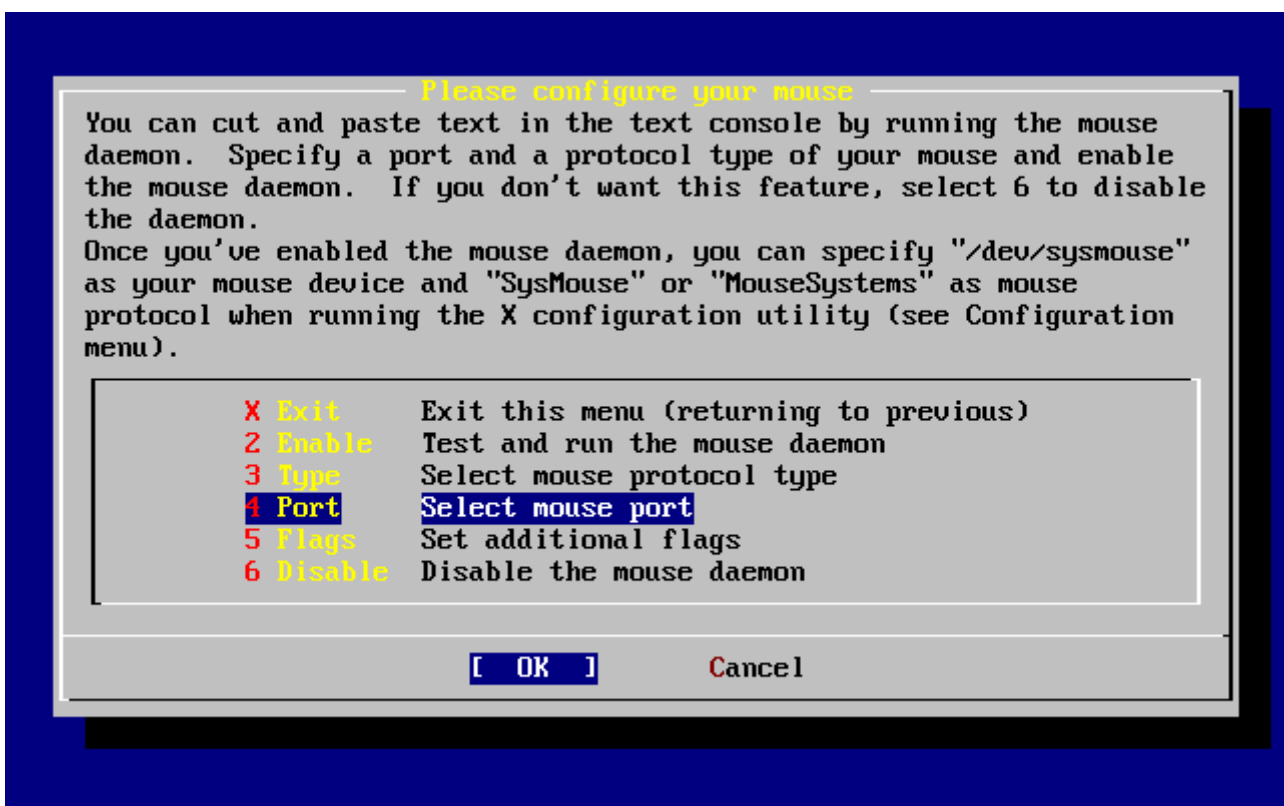 Please configure your mouse
You can cut and paste text in the text console by running the mouse
daemon.  Specify a port and a protocol type of your mouse and enable
the mouse daemon.  If you don't want this feature, select 6 to disable
the daemon.
Once you've enabled the mouse daemon, you can specify "/dev/sysmouse"
as your mouse device and "SysMouse" or "MouseSystems" as mouse
protocol when running the X configuration utility (see Configuration
menu).
X Exit     Exit this menu (returning to previous)
2 Enable   Test and run the mouse daemon
3 Type     Select mouse protocol type
4 Port     Select mouse port
5 Flags    Set additional flags
6 Disable  Disable the mouse daemon
[  OK  ]       Cancel